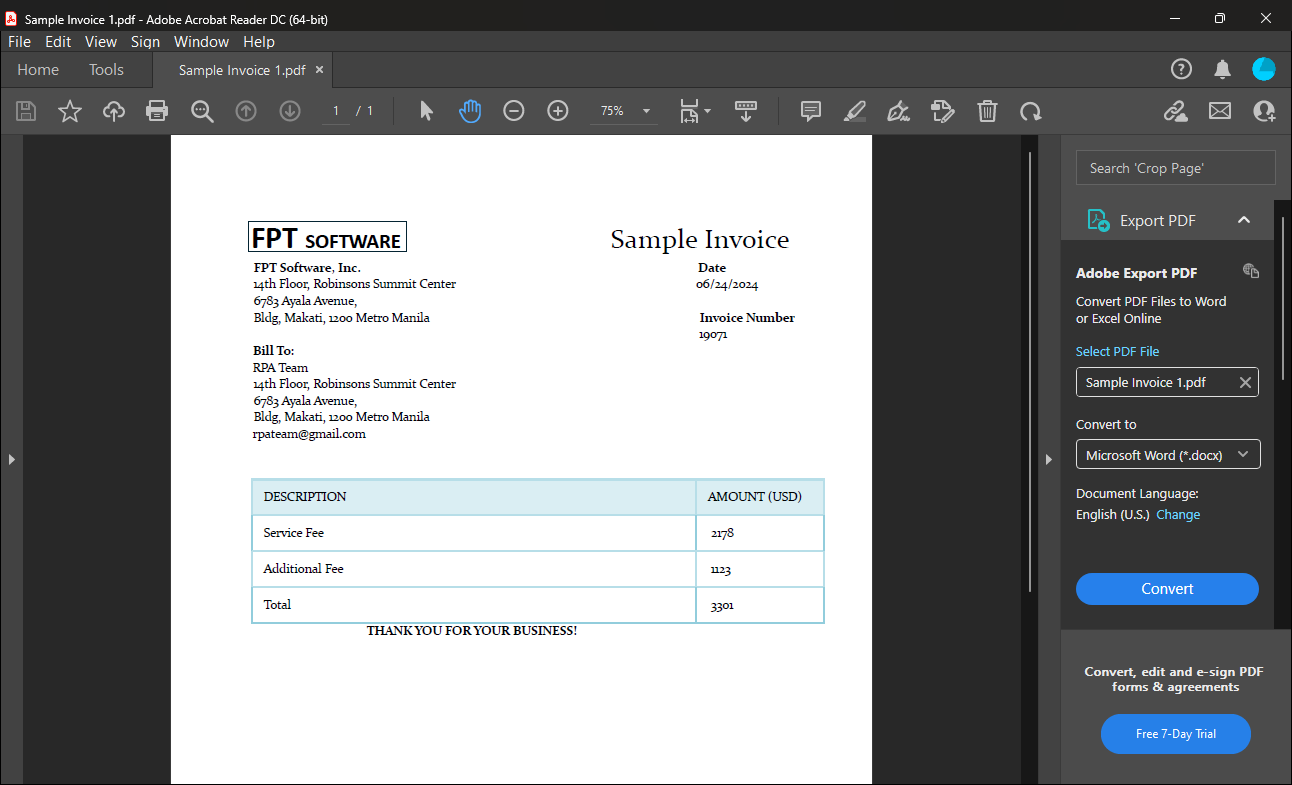 Sample Invoice 1.pdf - Adobe Acrobat Reader DC (64-bit)
File Edit View Sign Window Help
Home Tools Sample Invoice 1.pdf
1 / 1 75%
FPT SOFTWARE
Sample Invoice
FPT Software, Inc.
14th Floor, Robinsons Summit Center
6783 Ayala Avenue,
Bldg, Makati, 1200 Metro Manila
Date
06/24/2024
Invoice Number
19071
Bill To:
RPA Team
14th Floor, Robinsons Summit Center
6783 Ayala Avenue,
Bldg, Makati, 1200 Metro Manila
rpateam@gmail.com
DESCRIPTION AMOUNT (USD)
Service Fee 2178
Additional Fee 1123
Total 3301
THANK YOU FOR YOUR BUSINESS!
Search 'Crop Page'
Export PDF
Adobe Export PDF
Convert PDF Files to Word
or Excel Online
Select PDF File
Sample Invoice 1.pdf
Convert to
Microsoft Word (*.docx)
Document Language:
English (U.S.) Change
Convert
Convert, edit and e-sign PDF
forms & agreements
Free 7-Day Trial